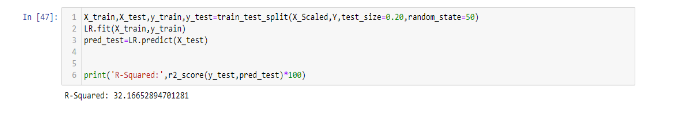 In [47]:
1 X_train,X_test,y_train,y_test=train_test_split(X_Scaled,Y,test_size=0.20,random_state=50)
2 LR.fit(X_train,y_train)
3 pred_test=LR.predict(X_test)
4
5
6 print('R-Squared:',r2_score(y_test,pred_test)*100)
R-Squared: 32.16652894701281